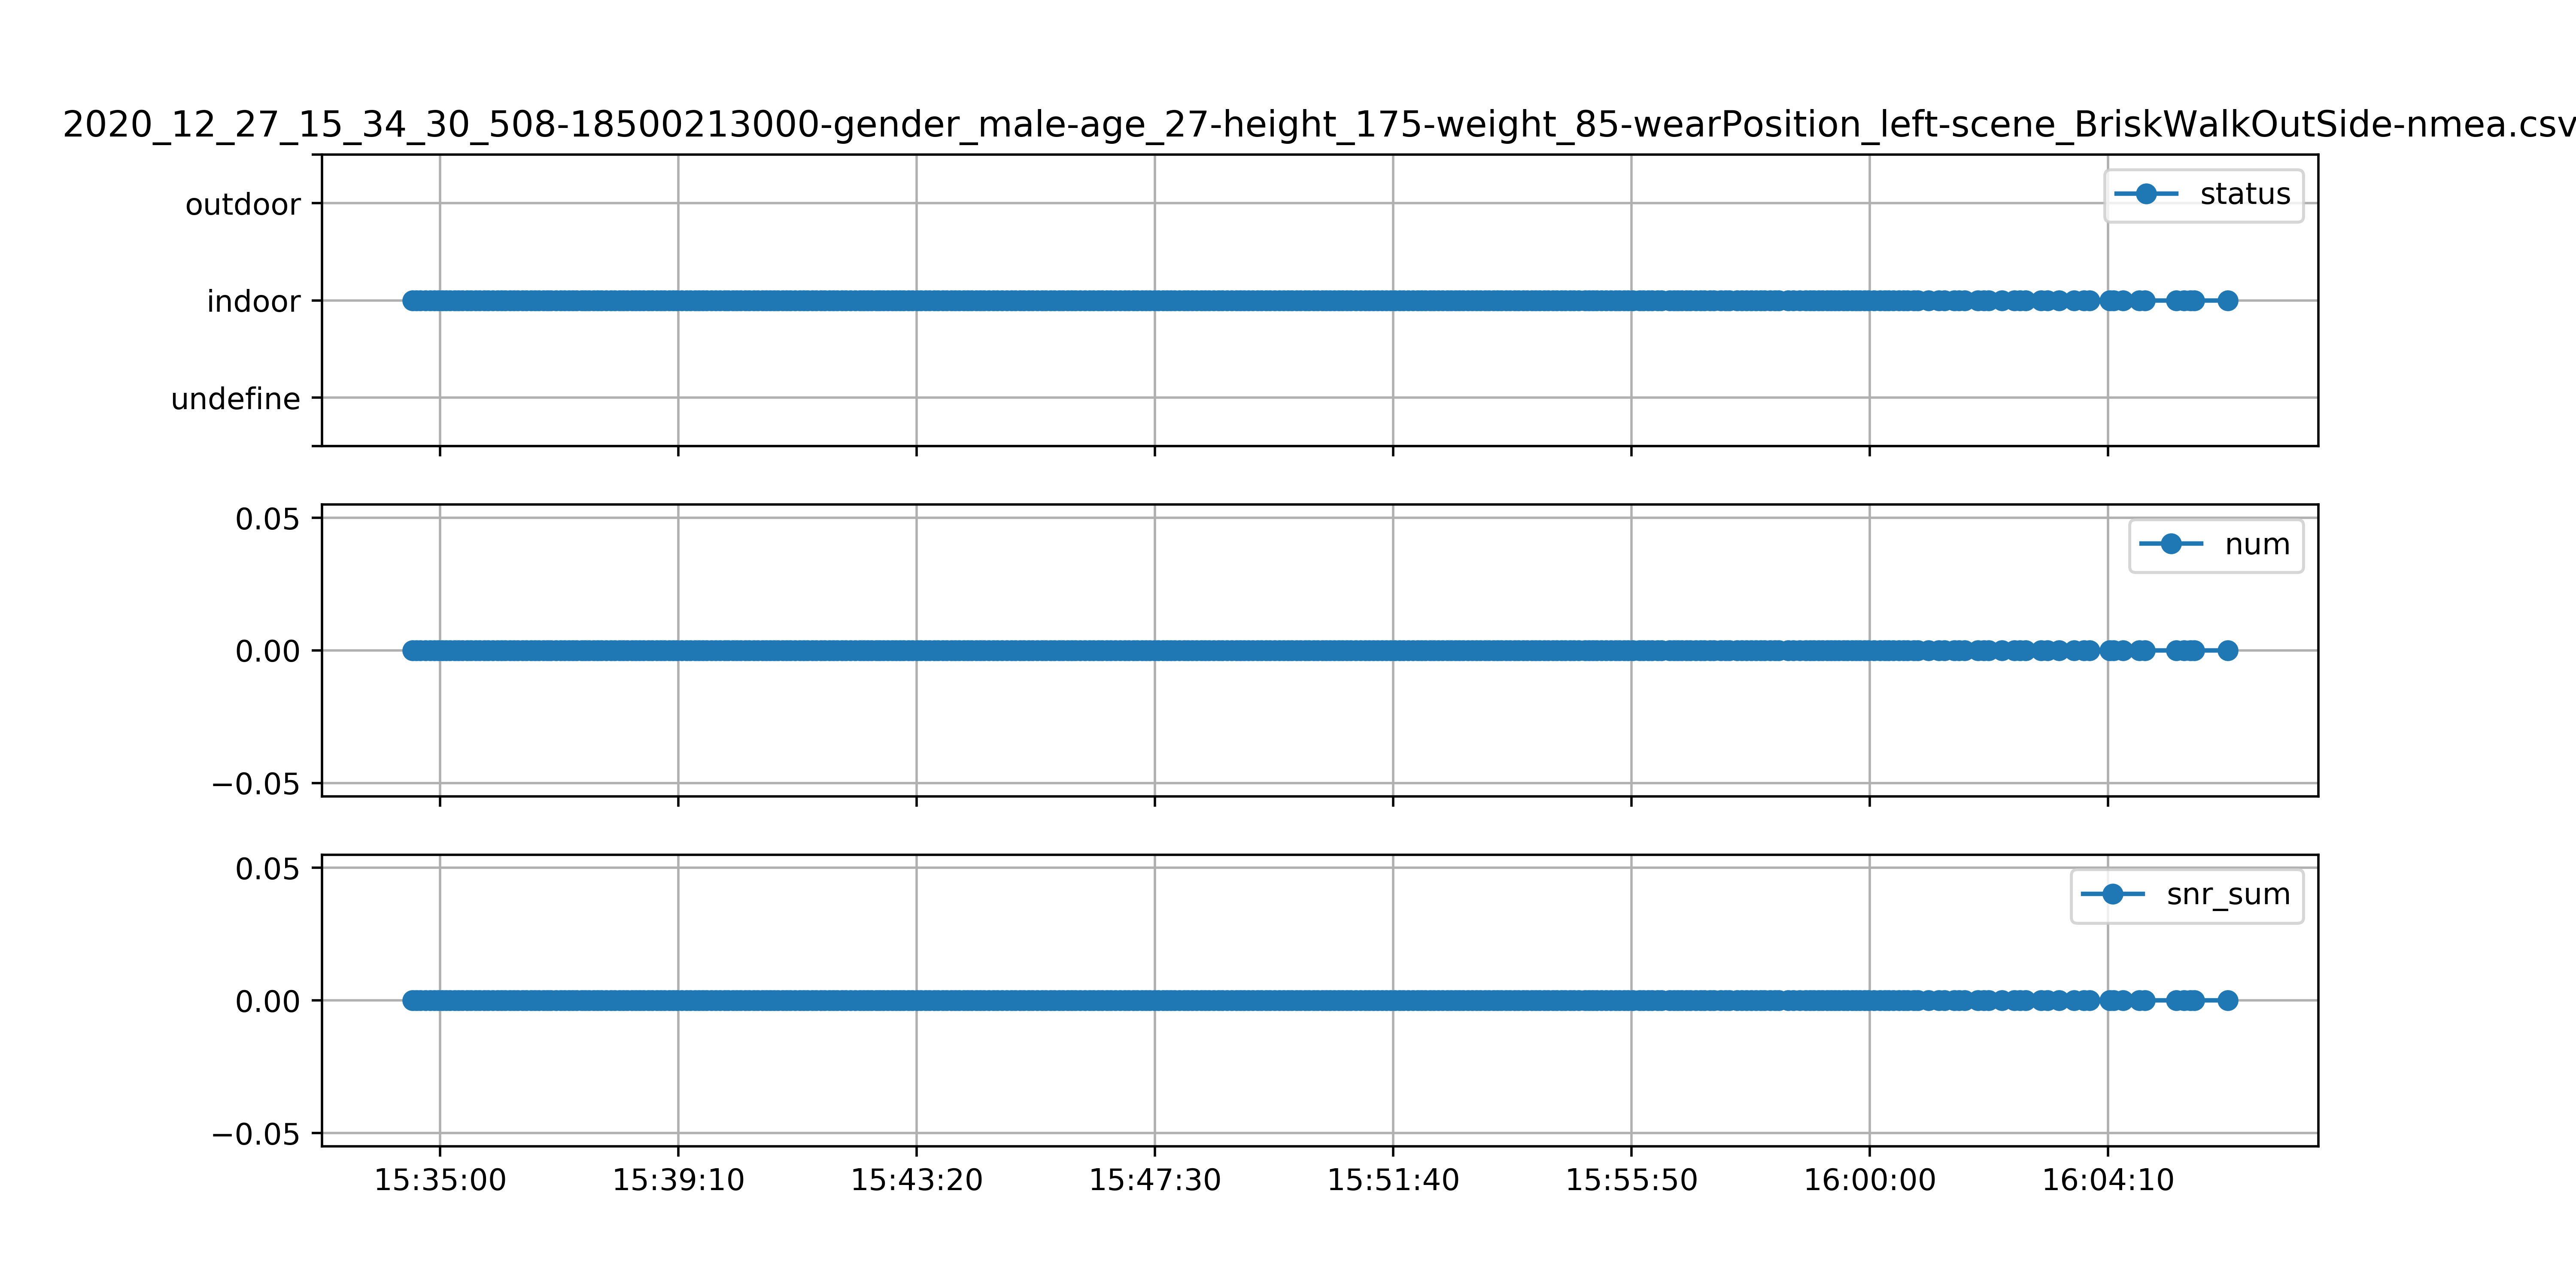 2020_12_27_15_34_30_508-18500213000-gender_male-age_27-height_175-weight_85-wearPosition_left-scene_BriskWalkOutSide-nmea.csv
outdoor
indoor
undefine
status
0.05
0.00
−0.05
num
0.05
0.00
−0.05
snr_sum
15:35:00 15:39:10 15:43:20 15:47:30 15:51:40 15:55:50 16:00:00 16:04:10